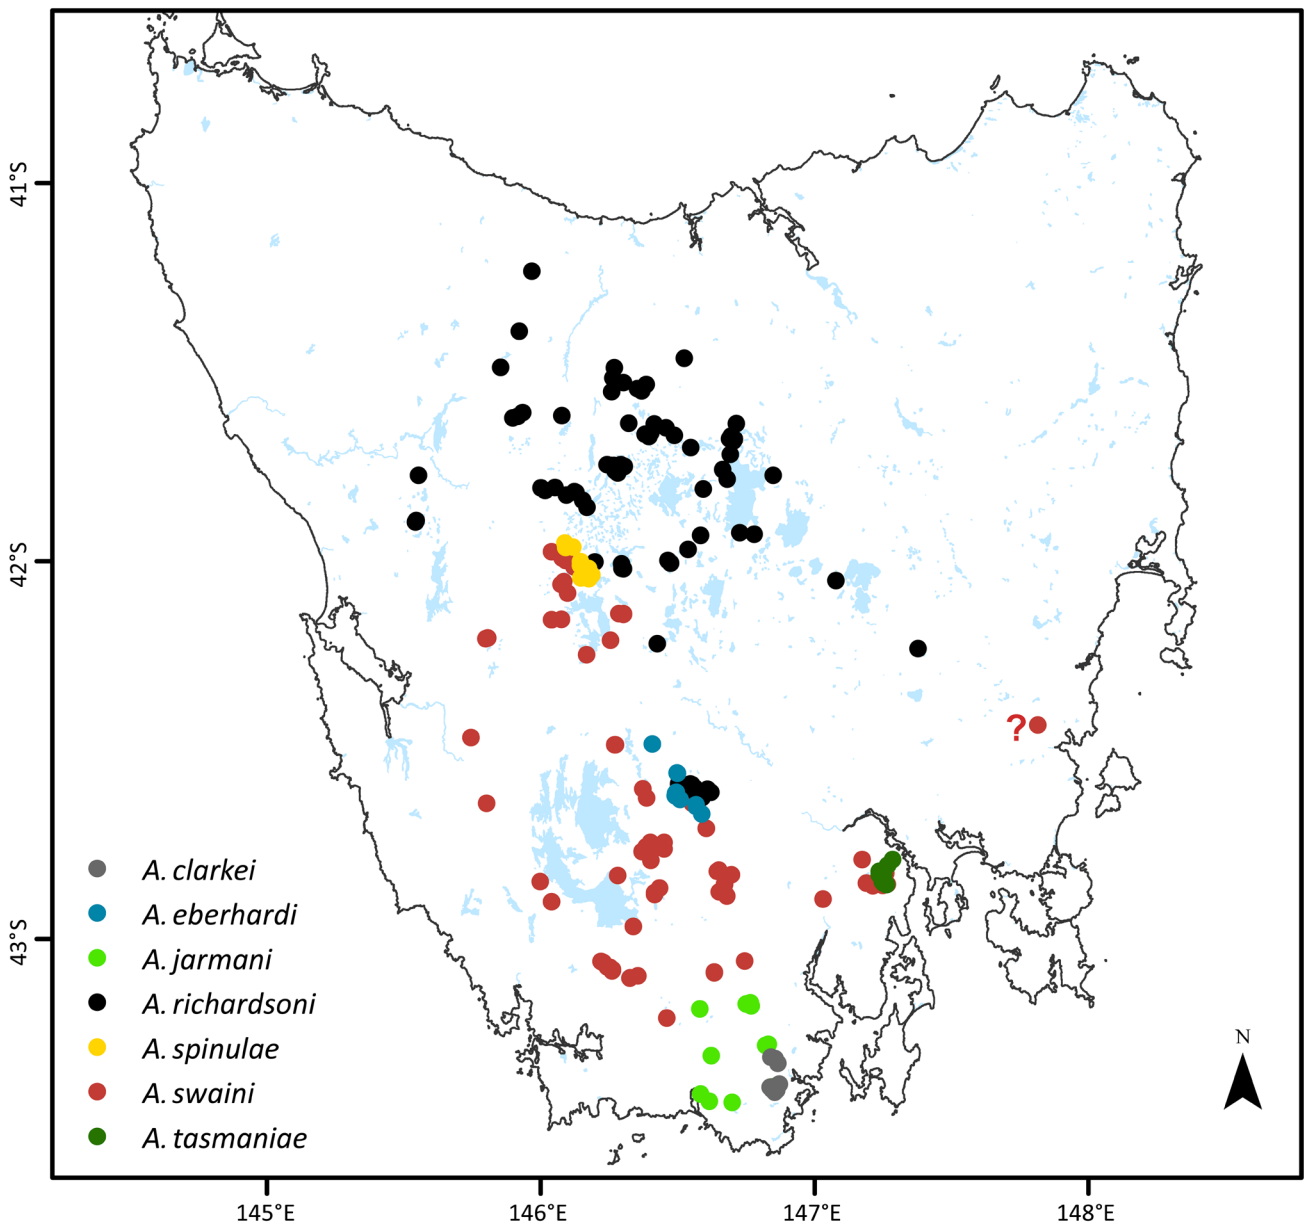 41°S
42°S
?
A. clarkei
A. eberhardi
A. jarmani
43°S
A. richardsoni
A. spinulae
N
A. swaini
A. tasmaniae
145°E
146°E
147°E
148°E